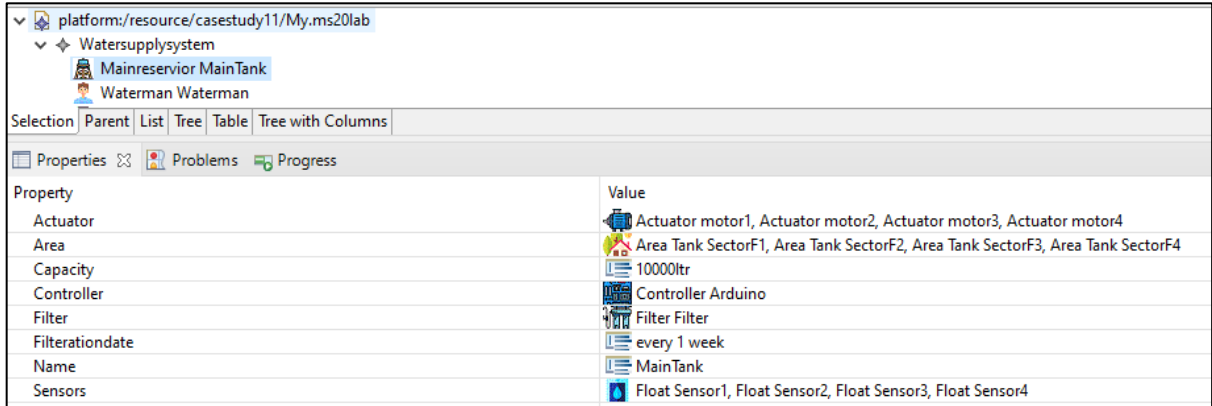 platform:/resource/casestudy11/My.ms20lab
Watersupplysystem
Mainreservior MainTank
Waterman Waterman
Selection Parent List Tree Table Tree with Columns
Properties Problems Progress
Property Value
Actuator Actuator motor1, Actuator motor2, Actuator motor3, Actuator motor4
Area Area Tank SectorF1, Area Tank SectorF2, Area Tank SectorF3, Area Tank SectorF4
Capacity 10000ltr
Controller Controller Arduino
Filter Filter Filter
Filterationdate every 1 week
Name MainTank
Sensors Float Sensor1, Float Sensor2, Float Sensor3, Float Sensor4